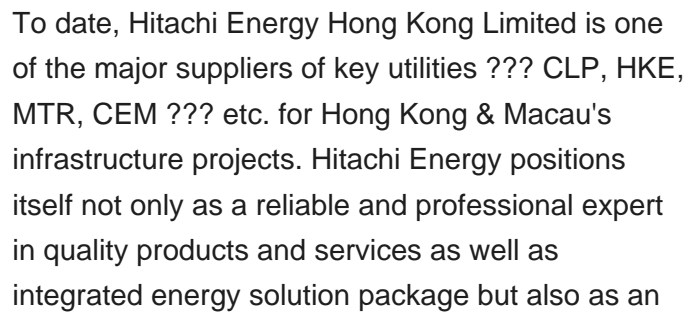 To date, Hitachi Energy Hong Kong Limited is one
of the major suppliers of key utilities ??? CLP, HKE,
MTR, CEM ??? etc. for Hong Kong & Macau's
infrastructure projects. Hitachi Energy positions
itself not only as a reliable and professional expert
in quality products and services as well as
integrated energy solution package but also as an